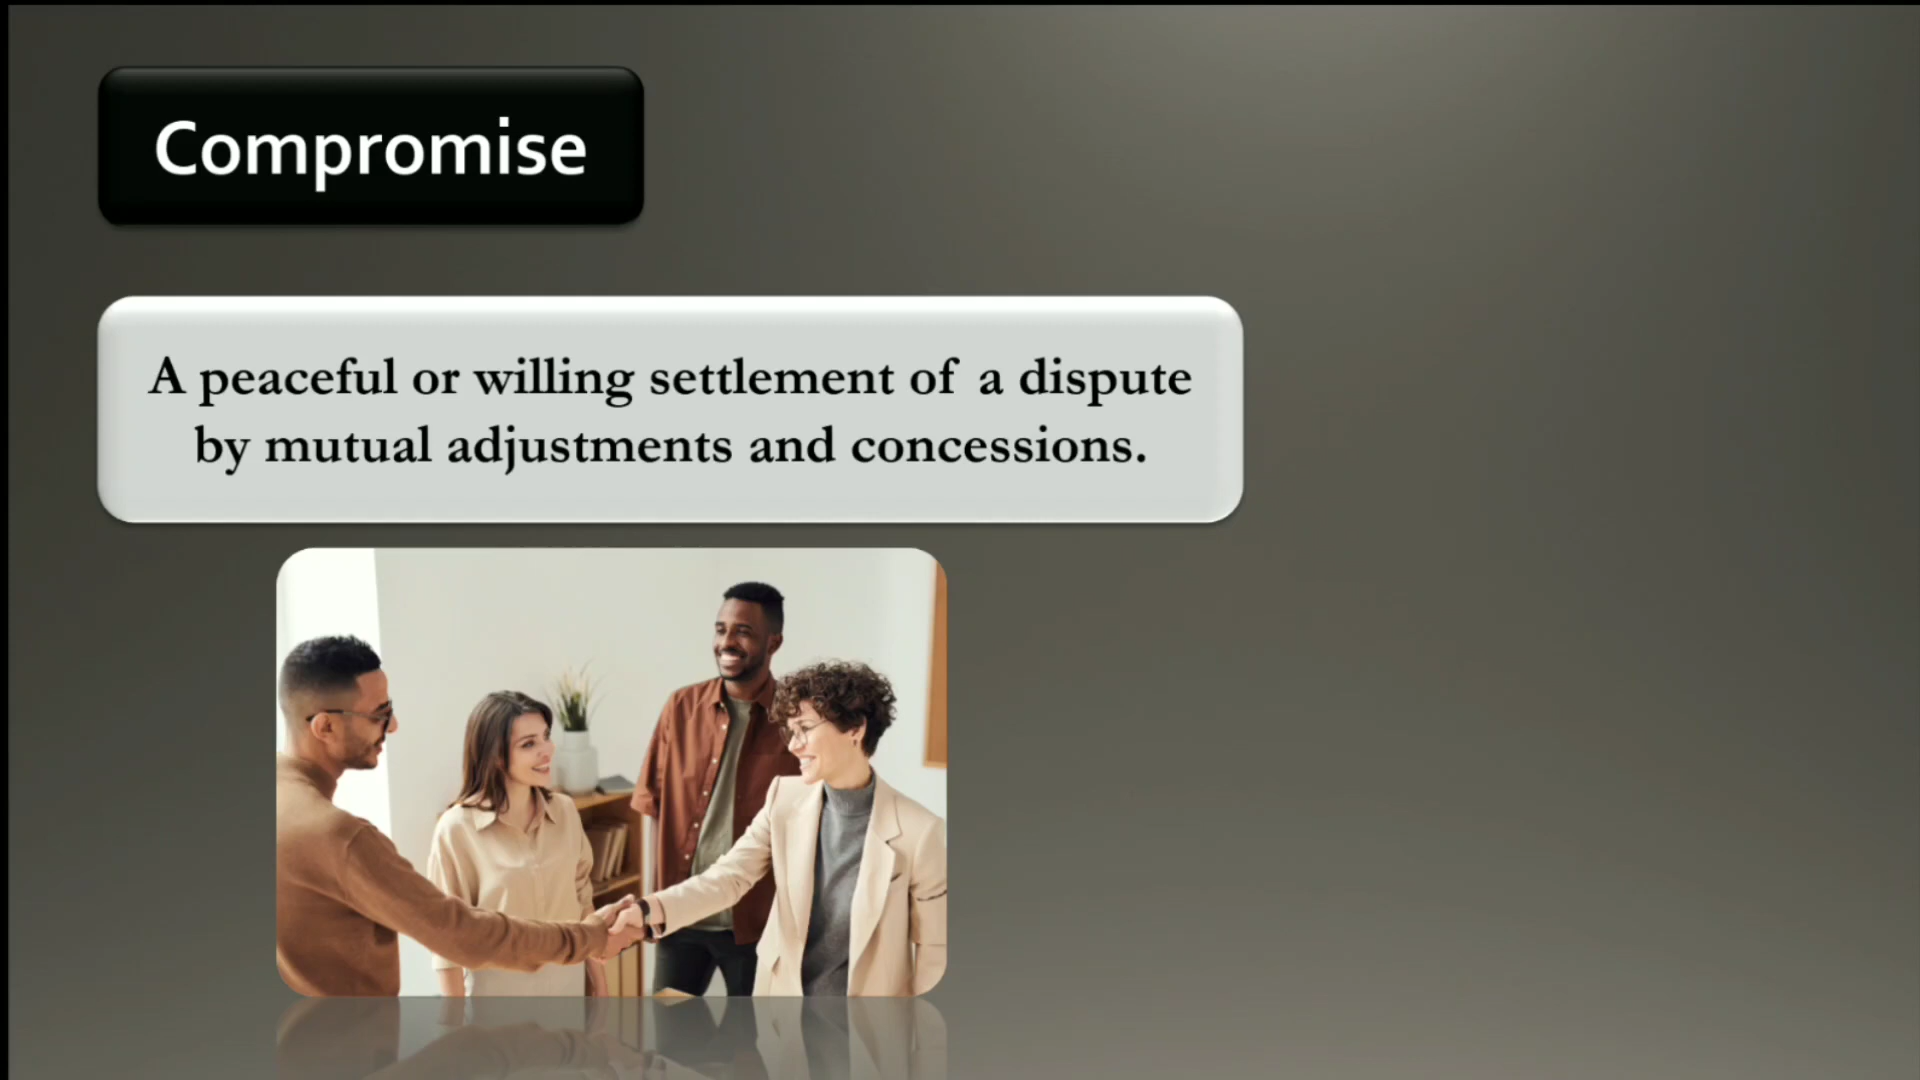 Compromise
A peaceful or willing settlement of a dispute
by mutual adjustments and concessions.